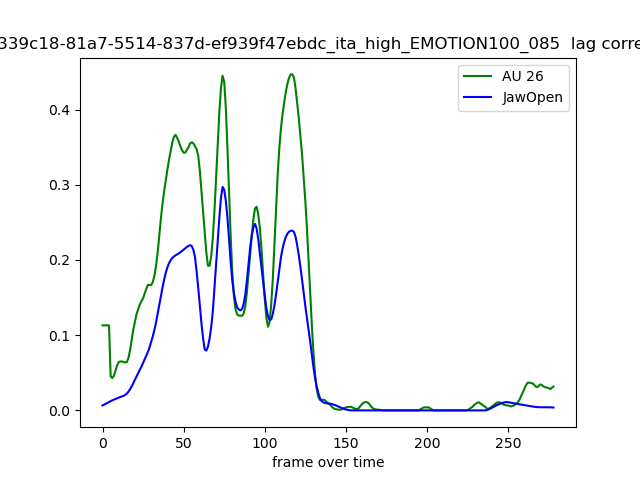 339c18-81a7-5514-837d-ef939f47ebdc_ita_high_EMOTION100_085 lag corre
AU 26
JawOpen
0.4
0.3
0.2
0.1
0.0
0 50 100 150 200 250
frame over time